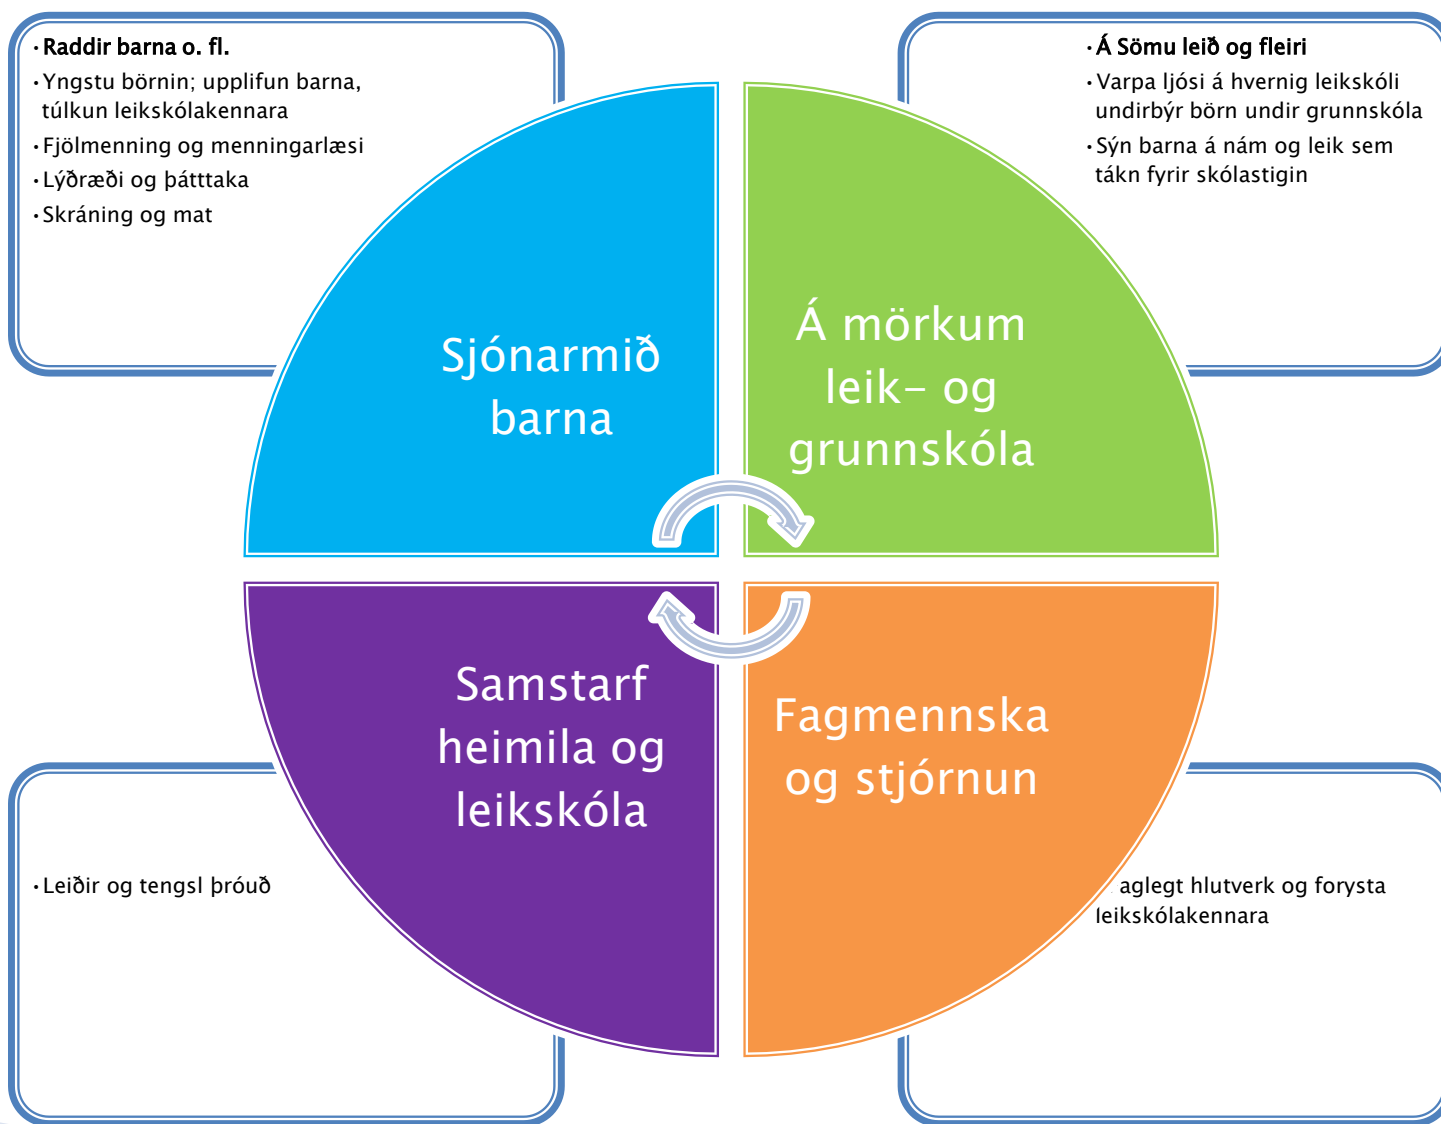 · Raddir barna o. fl.
· Yngstu börnin; upplifun barna,
túlkun leikskólakennara
· Fjölmenning og menningarlæsi
· Lýðræði og þátttaka
· Skráning og mat
· Á Sömu leið og fleiri
· Varpa ljósi á hvernig leikskóli
undirbýr börn undir grunnskóla
· Sýn barna á nám og leik sem
tákn fyrir skólastigin
Sjónarmið
barna
Á mörkum
leik- og
grunnskóla
Samstarf
heimila og
leikskóla
Fagmennska
og stjórnun
· Leiðir og tengsl þróuð
aglegt hlutverk og forysta
leikskólakennara